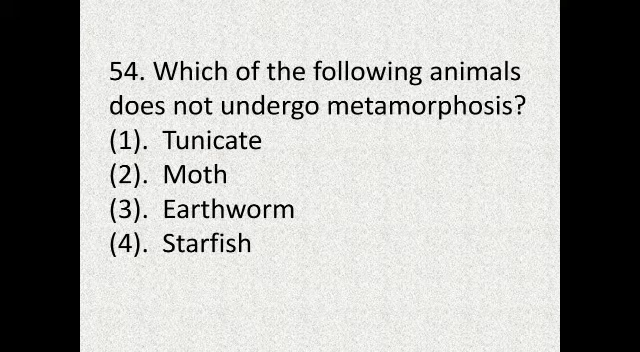 54. Which of the following animals
does not undergo metamorphosis?
(1). Tunicate
(2). Moth
(3). Earthworm
(4). Starfish